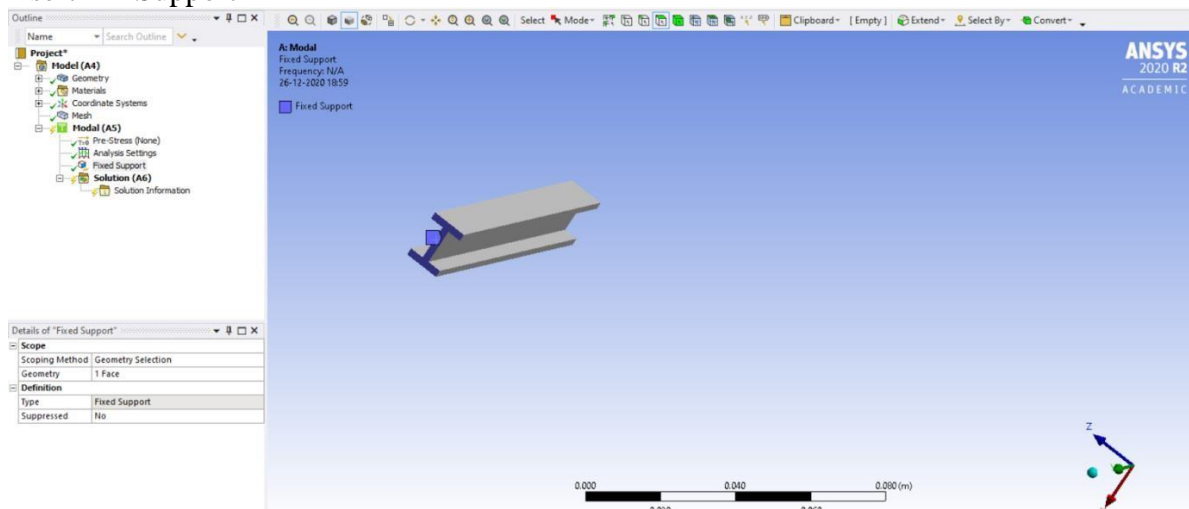 Outline
Name Search Outline
Project*
Model (A4)
Geometry
Materials
Coordinate Systems
Mesh
Modal (A5)
Pre-Stress (None)
Analysis Settings
Fixed Support
Solution (A6)
Solution Information
Details of "Fixed Support"
Scope
Scoping Method Geometry Selection
Geometry 1 Face
Definition
Type Fixed Support
Suppressed No
Select Mode Clipboard [Empty] Extend Select By Convert
A: Modal
Fixed Support
Frequency: N/A
26-12-2020 18:59
Fixed Support
ANSYS
2020 R2
ACADEMIC
Z
0.000 0.040 0.080 (m)